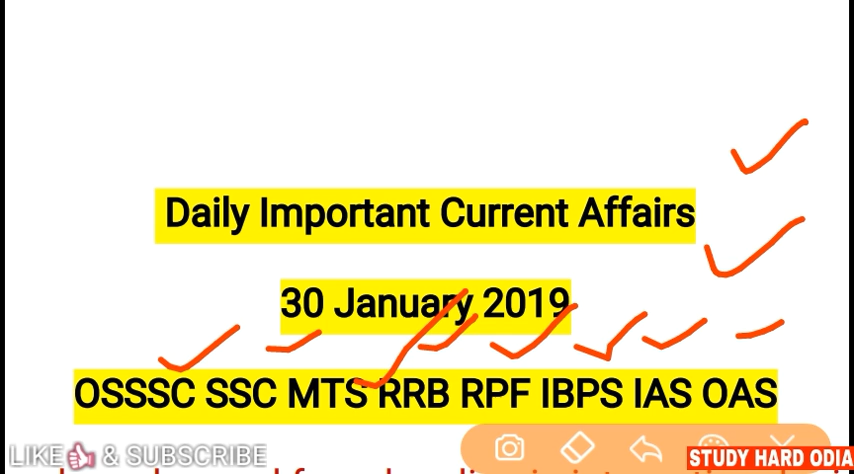 Daily Important Current Affairs
30 January 2019
OSSSC SSC MTS RRB RPF IBPS IAS OAS
LIKE & SUBSCRIBE
STUDY HARD ODIA